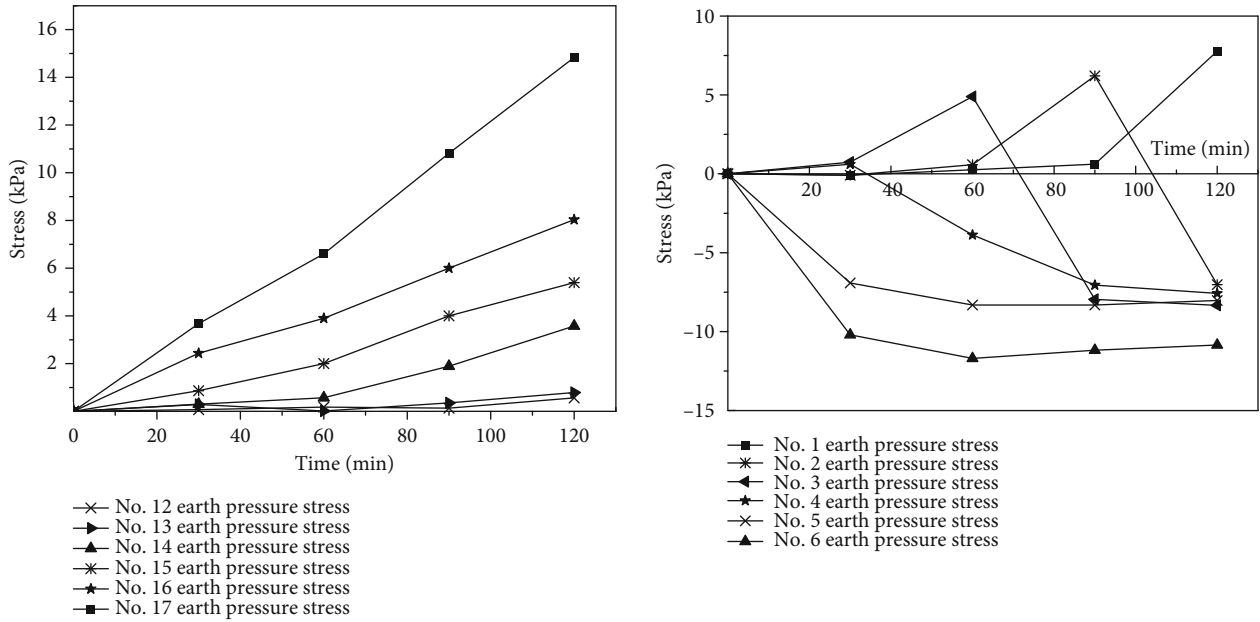 16
14
12
10
8
6
4
2
Stress (kPa)
0
20
40
60
80
100
120
Time (min)
No. 12 earth pressure stress
No. 13 earth pressure stress
No. 14 earth pressure stress
No. 15 earth pressure stress
No. 16 earth pressure stress
No. 17 earth pressure stress
10
5
0
−5
−10
−15
Stress (kPa)
Time (min)
20
40
60
80
100
120
No. 1 earth pressure stress
No. 2 earth pressure stress
No. 3 earth pressure stress
No. 4 earth pressure stress
No. 5 earth pressure stress
No. 6 earth pressure stress